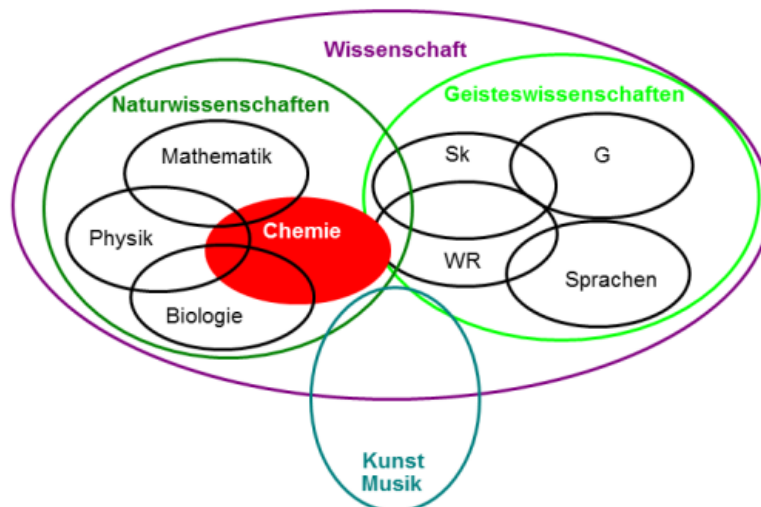 Wissenschaft
Naturwissenschaften
Geisteswissenschaften
Mathematik
Sk
G
Physik
Chemie
WR
Sprachen
Biologie
Kunst
Musik